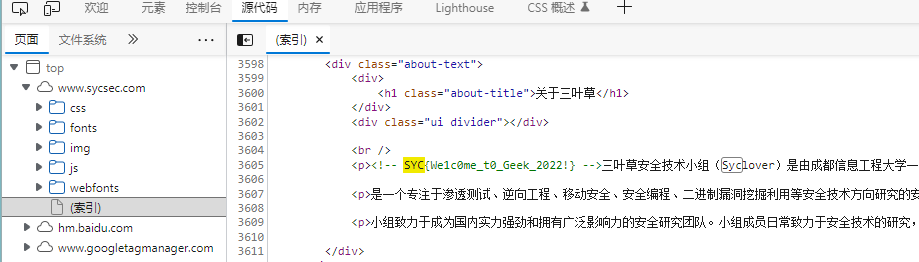 欢迎 元素 控制台 源代码 内存 应用程序 Lighthouse CSS 概述
页面 文件系统 (索引)
top
www.sycsec.com
css
fonts
img
js
webfonts
(索引)
hm.baidu.com
www.googletagmanager.com
3598 <div class="about-text">
3599 <div>
3600 <h1 class="about-title">关于三叶草</h1>
3601 </div>
3602 <div class="ui divider"></div>
3603
3604 <br />
3605 <p><!-- SYC{We1c0me_t0_Geek_2022!} -->三叶草安全技术小组（Syclover）是由成都信息工程大学一
3606
3607 <p>是一个专注于渗透测试、逆向工程、移动安全、安全编程、二进制漏洞挖掘利用等安全技术方向研究的安
3608
3609 <p>小组致力于成为国内实力强劲和拥有广泛影响力的安全研究团队。小组成员日常致力于安全技术的研究，
3610
3611 </div>